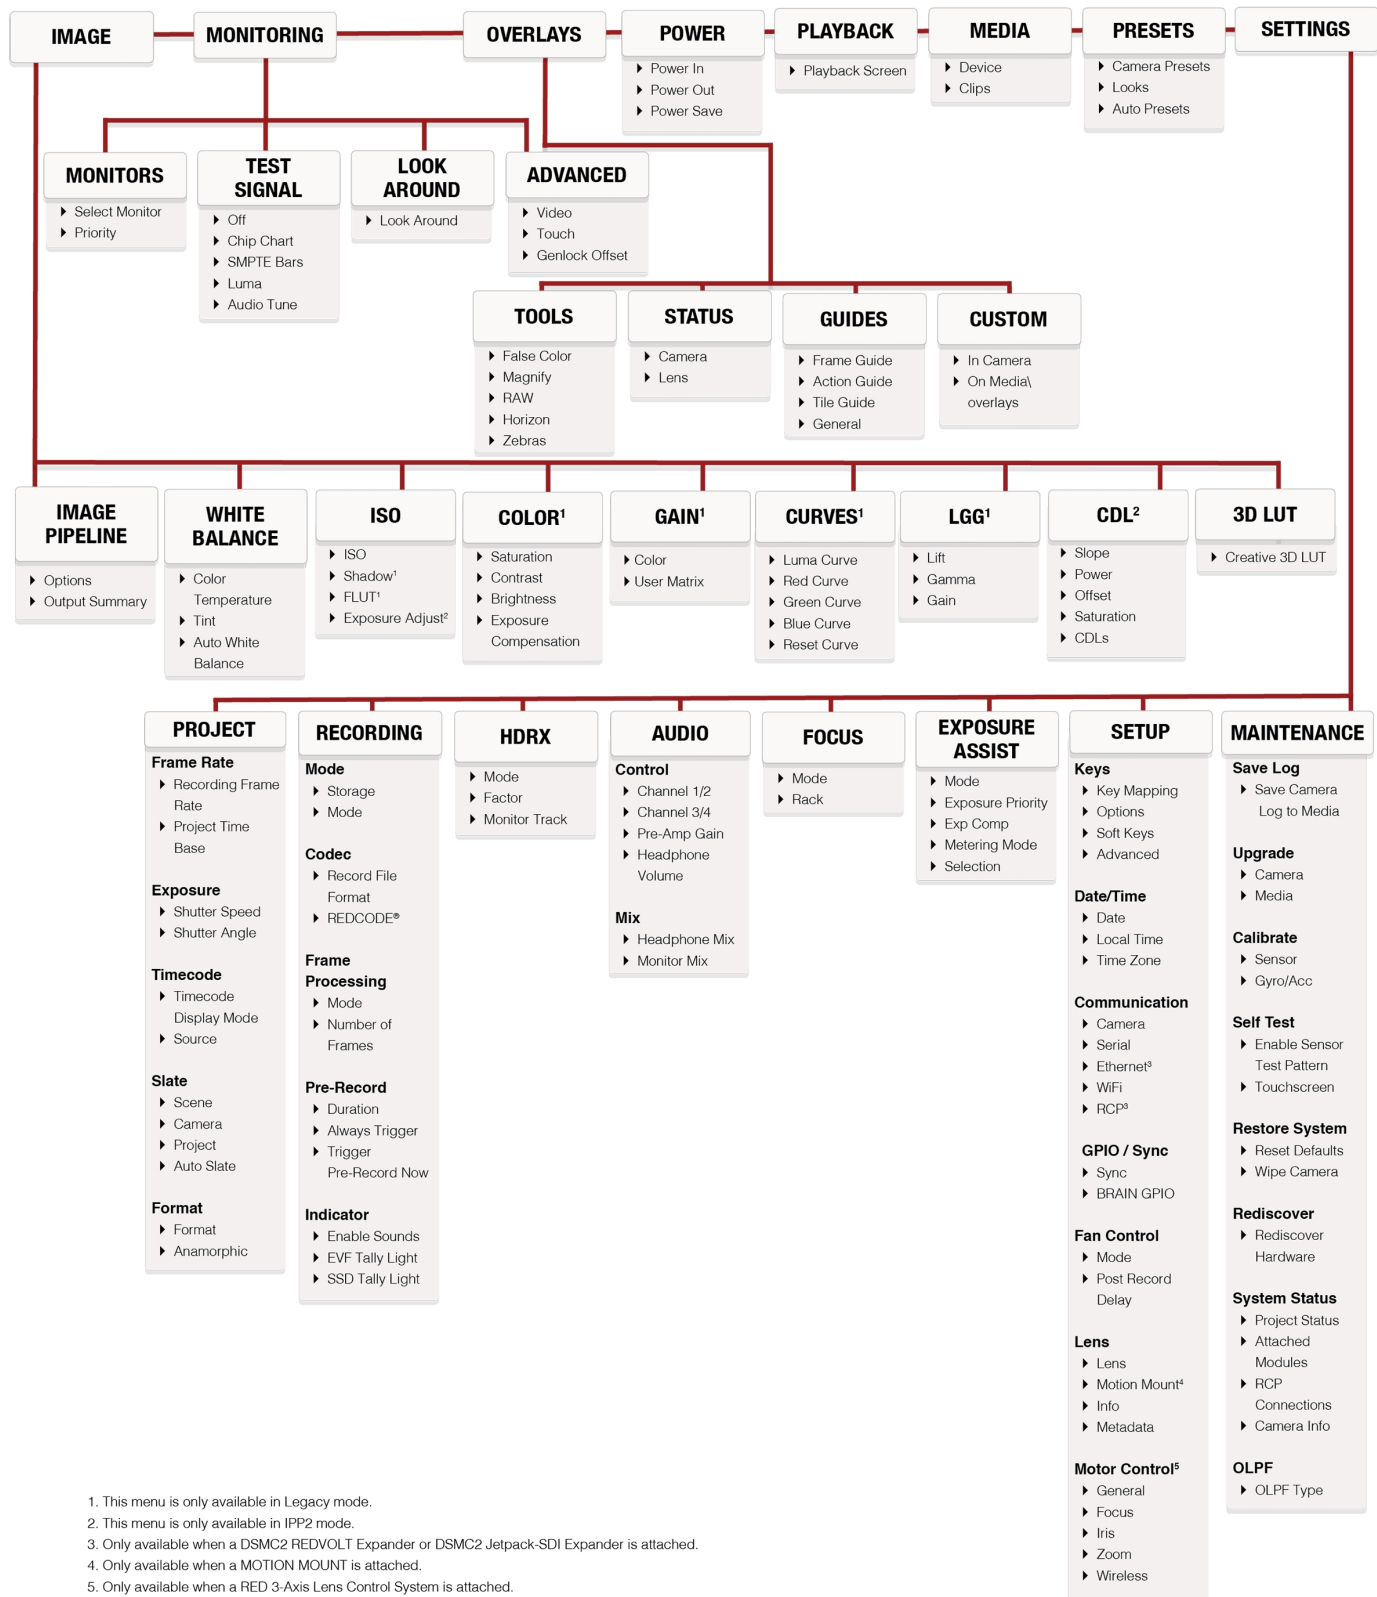 IMAGE
MONITORING
OVERLAYS
POWER
Power In
Power Out
Power Save
PLAYBACK
Playback Screen
MEDIA
Device
Clips
PRESETS
Camera Presets
Looks
Auto Presets
SETTINGS
MONITORS
Select Monitor
Priority
TEST
SIGNAL
Off
Chip Chart
SMPTE Bars
Luma
Audio Tune
LOOK
AROUND
Look Around
ADVANCED
Video
Touch
Genlock Offset
TOOLS
False Color
Magnify
RAW
Horizon
Zebras
STATUS
Camera
Lens
GUIDES
Frame Guide
Action Guide
Tile Guide
General
CUSTOM
In Camera
On Media\
overlays
IMAGE
PIPELINE
Options
Output Summary
WHITE
BALANCE
Color
Temperature
Tint
Auto White
Balance
ISO
ISO
Shadow¹
FLUT¹
Exposure Adjust²
COLOR¹
Saturation
Contrast
Brightness
Exposure
Compensation
GAIN¹
Color
User Matrix
CURVES¹
Luma Curve
Red Curve
Green Curve
Blue Curve
Reset Curve
LGG¹
Lift
Gamma
Gain
CDL²
Slope
Power
Offset
Saturation
CDLs
3D LUT
Creative 3D LUT
PROJECT
Frame Rate
Recording Frame
Rate
Project Time
Base
Exposure
Shutter Speed
Shutter Angle
Timecode
Timecode
Display Mode
Source
Slate
Scene
Camera
Project
Auto Slate
Format
Format
Anamorphic
RECORDING
Mode
Storage
Mode
Codec
Record File
Format
REDCODE®
Frame
Processing
Mode
Number of
Frames
Pre-Record
Duration
Always Trigger
Trigger
Pre-Record Now
Indicator
Enable Sounds
EVF Tally Light
SSD Tally Light
HDRX
Mode
Factor
Monitor Track
AUDIO
Control
Channel 1/2
Channel 3/4
Pre-Amp Gain
Headphone
Volume
Mix
Headphone Mix
Monitor Mix
FOCUS
Mode
Rack
EXPOSURE
ASSIST
Mode
Exposure Priority
Exp Comp
Metering Mode
Selection
SETUP
Keys
Key Mapping
Options
Soft Keys
Advanced
Date/Time
Date
Local Time
Time Zone
Communication
Camera
Serial
Ethernet³
WiFi
RCP³
GPIO / Sync
Sync
BRAIN GPIO
Fan Control
Mode
Post Record
Delay
Lens
Lens
Motion Mount⁴
Info
Metadata
Motor Control⁵
General
Focus
Iris
Zoom
Wireless
MAINTENANCE
Save Log
Save Camera
Log to Media
Upgrade
Camera
Media
Calibrate
Sensor
Gyro/Acc
Self Test
Enable Sensor
Test Pattern
Touchscreen
Restore System
Reset Defaults
Wipe Camera
Rediscover
Rediscover
Hardware
System Status
Project Status
Attached
Modules
RCP
Connections
Camera Info
OLPF
OLPF Type
1. This menu is only available in Legacy mode.
2. This menu is only available in IPP2 mode.
3. Only available when a DSMC2 REDVOLT Expander or DSMC2 Jetpack-SDI Expander is attached.
4. Only available when a MOTION MOUNT is attached.
5. Only available when a RED 3-Axis Lens Control System is attached.